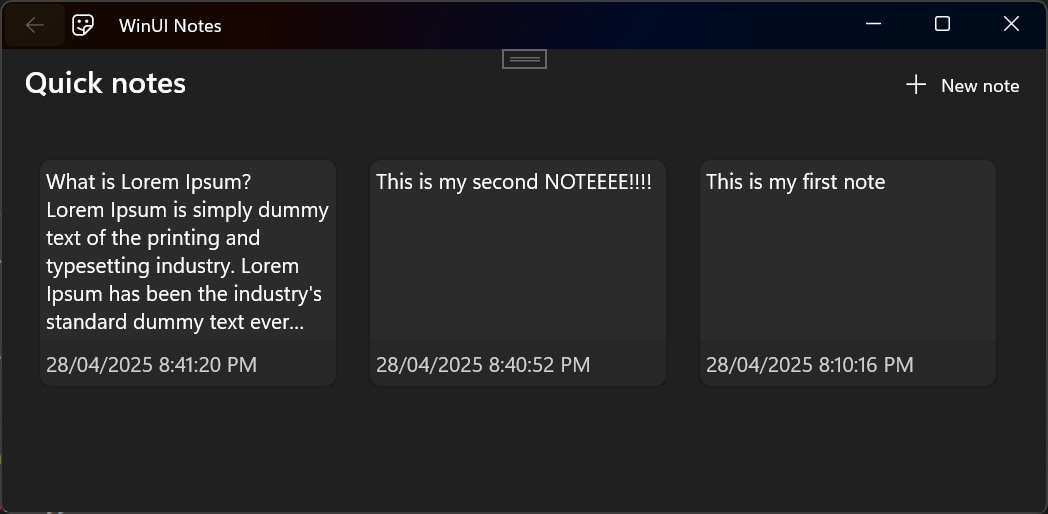 WinUI Notes
Quick notes
New note
What is Lorem Ipsum?
Lorem Ipsum is simply dummy
text of the printing and
typesetting industry. Lorem
Ipsum has been the industry's
standard dummy text ever...
28/04/2025 8:41:20 PM
This is my second NOTEEEE!!!!
28/04/2025 8:40:52 PM
This is my first note
28/04/2025 8:10:16 PM